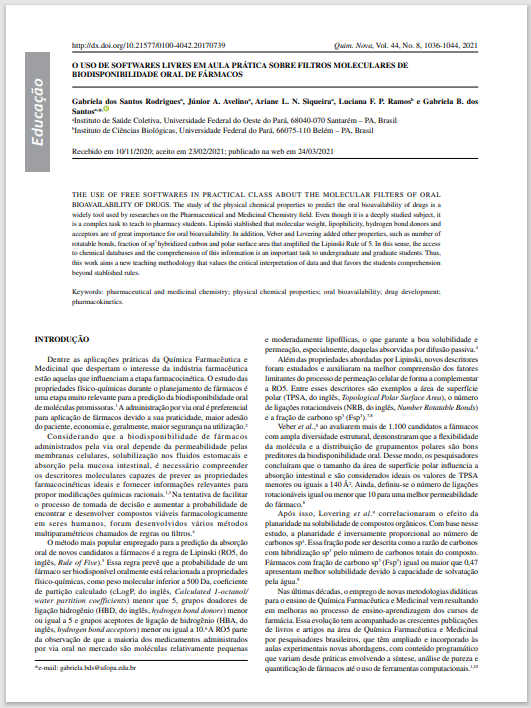 http://dx.doi.org/10.21577/0100-4042.20170739
Quim. Nova, Vol. 44, No. 8, 1036-1044, 2021
Educação
O USO DE SOFTWARES LIVRES EM AULA PRÁTICA SOBRE FILTROS MOLECULARES DE
BIODISPONIBILIDADE ORAL DE FÁRMACOS
Gabriela dos Santos Rodriguesᵃ, Júnior A. Avelinoᵃ, Ariane L. N. Siqueiraᵃ, Luciana F. P. Ramosᵇ e Gabriela B. dos
Santosᵃ,*,
ᵃInstituto de Saúde Coletiva, Universidade Federal do Oeste do Pará, 68040-070 Santarém – PA, Brasil
ᵇInstituto de Ciências Biológicas, Universidade Federal do Pará, 66075-110 Belém – PA, Brasil
Recebido em 10/11/2020; aceito em 23/02/2021; publicado na web em 24/03/2021
THE USE OF FREE SOFTWARES IN PRACTICAL CLASS ABOUT THE MOLECULAR FILTERS OF ORAL
BIOAVAILABILITY OF DRUGS. The study of the physical chemical properties to predict the oral bioavailability of drugs is a
widely tool used by researches on the Pharmaceutical and Medicinal Chemistry field. Even though it is a deeply studied subject, it
is a complex task to teach to pharmacy students. Lipinski stablished that molecular weight, lipophilicity, hydrogen bond donors and
acceptors are of great importance for oral bioavailability. In addition, Veber and Lovering added other properties, such as number of
rotatable bonds, fraction of sp³ hybridized carbon and polar surface area that amplified the Lipinski Rule of 5. In this sense, the access
to chemical databases and the comprehension of this information is an important task to undergraduate and graduate students. Thus,
this work aims a new teaching methodology that values the critical interpretation of data and that favors the students comprehension
beyond stablished rules.
Keywords: pharmaceutical and medicinal chemistry; physical chemical properties; oral bioavailability; drug development;
pharmacokinetics.
INTRODUÇÃO
Dentre as aplicações práticas da Química Farmacêutica e
Medicinal que despertam o interesse da indústria farmacêutica
estão aquelas que influenciam a etapa farmacocinética. O estudo das
propriedades físico-químicas durante o planejamento de fármacos é
uma etapa muito relevante para a predição da biodisponibilidade oral
de moléculas promissoras.¹ A administração por via oral é preferencial
para aplicação de fármacos devido a sua praticidade, maior adesão
do paciente, economia e, geralmente, maior segurança na utilização.²
Considerando que a biodisponibilidade de fármacos
administrados pela via oral depende da permeabilidade pelas
membranas celulares, solubilização nos fluidos estomacais e
absorção pela mucosa intestinal, é necessário compreender
os descritores moleculares capazes de prever as propriedades
farmacocinéticas ideais e fornecer informações relevantes para
propor modificações químicas racionais. Na tentativa de facilitar
o processo de tomada de decisão e aumentar a probabilidade de
encontrar e desenvolver compostos viáveis farmacologicamente
em seres humanos, foram desenvolvidos vários métodos
multiparamétricos chamados de regras ou filtros.
O método mais popular empregado para a predição da absorção
oral de novas candidatos a fármacos é a regra de Lipinski (RO5, do
inglês, Rule of Five). Essa regra prevê que a probabilidade de um
fármaco ser biodisponível oralmente está relacionada a propriedades
físico-químicas, como peso molecular inferior a 500 Da, coeficiente
de partição calculado (cLogP, do inglês, Calculated 1-octanol/
water partition coefficients) menor que 5, grupos doadores de
ligação hidrogênio (HBD, do inglês, hydrogen bond donors) menor
ou igual a 5 e grupos aceptores de ligação de hidrogênio (HBA, do
inglês, hydrogen bond acceptors) menor ou igual a 10. A RO5 parte
da observação de que a maioria dos medicamentos administrados
por via oral no mercado são moléculas relativamente pequenas
*e-mail: gabriela.bds@ufopa.edu.br
e moderadamente lipofílicas, o que garante a boa solubilidade e
permeação, especialmente, daquelas absorvidas por difusão passiva.
Além das propriedades abordadas por Lipinski, novos descritores
foram estudados e auxiliaram na melhor compreensão dos fatores
limitantes do processo de permeação celular de forma a complementar
a RO5. Entre esses descritores são exemplos a área de superfície
polar (TPSA, do inglês, Topological Polar Surface), o número
de ligações rotacionáveis (NRB, do inglês, Number Rotatable Bonds)
e a fração de carbono sp³ (Fsp³).
Veber et al., ao avaliarem mais de 1.100 candidatos a fármacos
com ampla diversidade estrutural, demonstraram que a flexibilidade
da molécula e a distribuição de grupamentos polares são bons
preditores da biodisponibilidade oral. Desse modo, os pesquisadores
concluíram que o tamanho da área de superfície polar influencia a
absorção intestinal e são considerados ideais os valores de TPSA
menores ou iguais a 140 Å². Ainda, definiu-se o número de ligações
rotacionáveis igual ou menor que 10 para uma melhor permeabilidade
do fármaco.
Após isso, Lovering et al. correlacionaram o efeito da
planaridade na solubilidade de compostos orgânicos. Com base nesse
estudo, a planaridade é inversamente proporcional ao número de
carbonos sp³. Essa fração pode ser descrita como a razão de carbonos
com hibridização sp³ pelo número de carbonos totais do composto.
Fármacos com fração de carbono sp³ (Fsp³) igual ou maior que 0,47
apresentam melhor solubilidade devido à capacidade de solvatação
pela água.
Nas últimas décadas, o emprego de novas metodologias didáticas
para o ensino de Química Farmacêutica e Medicinal vem resultando
em melhoras no processo de ensino-aprendizagem dos cursos de
farmácia. Essa evolução tem acompanhado as crescentes publicações
de livros e artigos na área de Química Farmacêutica e Medicinal
por pesquisadores brasileiros, que têm ampliado e incorporado às
aulas experimentais novas abordagens, com conteúdo programático
que variam desde práticas envolvendo a síntese, análise de pureza e
quantificação de fármacos até o uso de ferramentas computacionais.